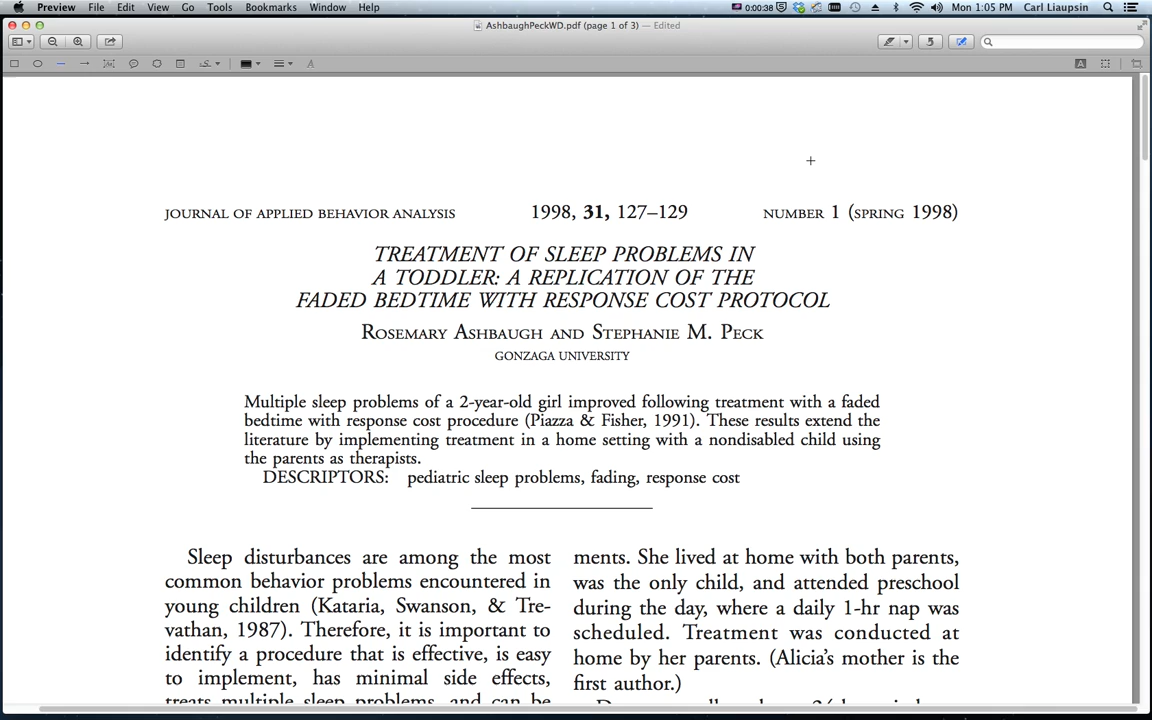 Preview File Edit View Go Tools Bookmarks Window Help 0:00:38 Mon 1:05 PM Carl Liaupsin
AshbaughPeckWD.pdf (page 1 of 3) — Edited
JOURNAL OF APPLIED BEHAVIOR ANALYSIS 1998, 31, 127–129 NUMBER 1 (SPRING 1998)
TREATMENT OF SLEEP PROBLEMS IN
A TODDLER: A REPLICATION OF THE
FADED BEDTIME WITH RESPONSE COST PROTOCOL
ROSEMARY ASHBAUGH AND STEPHANIE M. PECK
GONZAGA UNIVERSITY
Multiple sleep problems of a 2-year-old girl improved following treatment with a faded
bedtime with response cost procedure (Piazza & Fisher, 1991). These results extend the
literature by implementing treatment in a home setting with a nondisabled child using
the parents as therapists.
DESCRIPTORS: pediatric sleep problems, fading, response cost
Sleep disturbances are among the most
common behavior problems encountered in
young children (Kataria, Swanson, & Tre-
vathan, 1987). Therefore, it is important to
identify a procedure that is effective, is easy
to implement, has minimal side effects,
treats multiple sleep problems, and can be
ments. She lived at home with both parents,
was the only child, and attended preschool
during the day, where a daily 1-hr nap was
scheduled. Treatment was conducted at
home by her parents. (Alicia's mother is the
first author.)